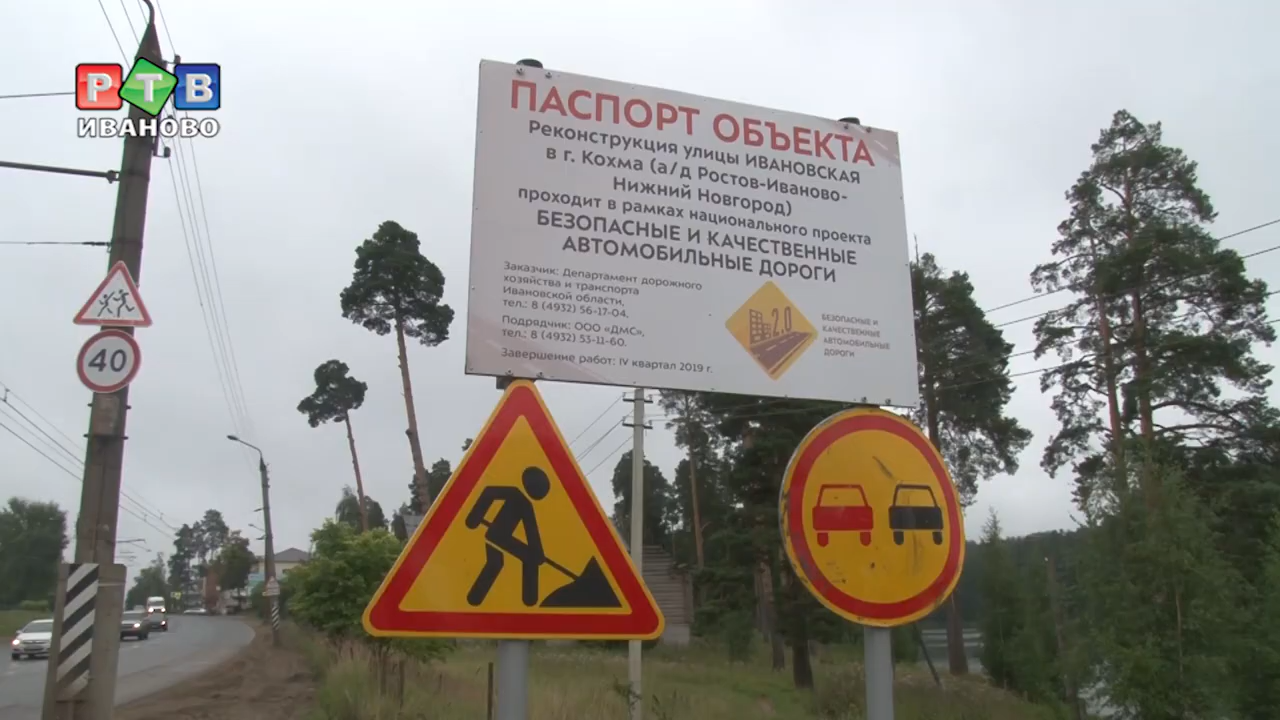 РТВ
ИВАНОВО
40
ПАСПОРТ ОБЪЕКТА
Реконструкция улицы ИВАНОВСКАЯ
в г. Кохма (а/д Ростов-Иваново-
Нижний Новгород)
проходит в рамках национального проекта
БЕЗОПАСНЫЕ И КАЧЕСТВЕННЫЕ
АВТОМОБИЛЬНЫЕ ДОРОГИ
Заказчик: Департамент дорожного
хозяйства и транспорта
Ивановской области,
тел.: 8 (4932) 56-17-04.
Подрядчик: ООО «ДМС»,
тел.: 8 (4932) 53-11-60.
Завершение работ: IV квартал 2019 г.
2.0
БЕЗОПАСНЫЕ И
КАЧЕСТВЕННЫЕ
АВТОМОБИЛЬНЫЕ
ДОРОГИ